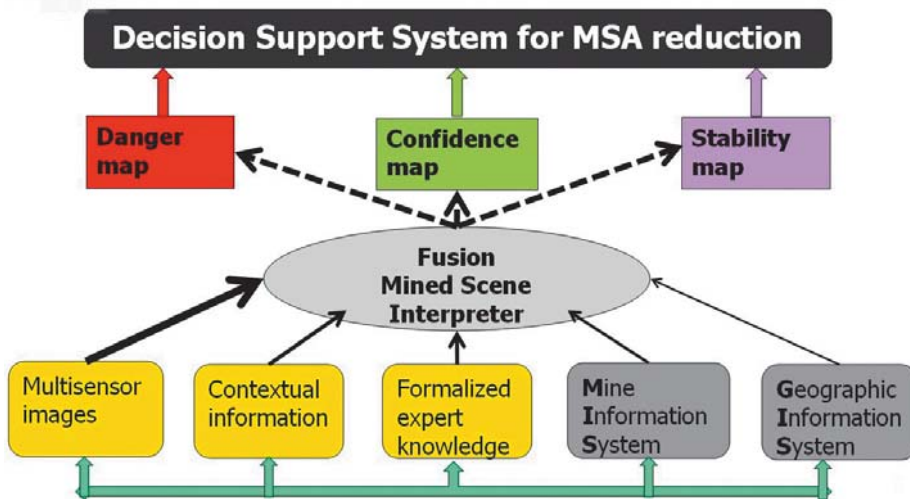 Decision Support System for MSA reduction
Danger
map
Confidence
map
Stability
map
Fusion
Mined Scene
Interpreter
Multisensor
images
Contextual
information
Formalized
expert
knowledge
Mine
Information
System
Geographic
Information
System